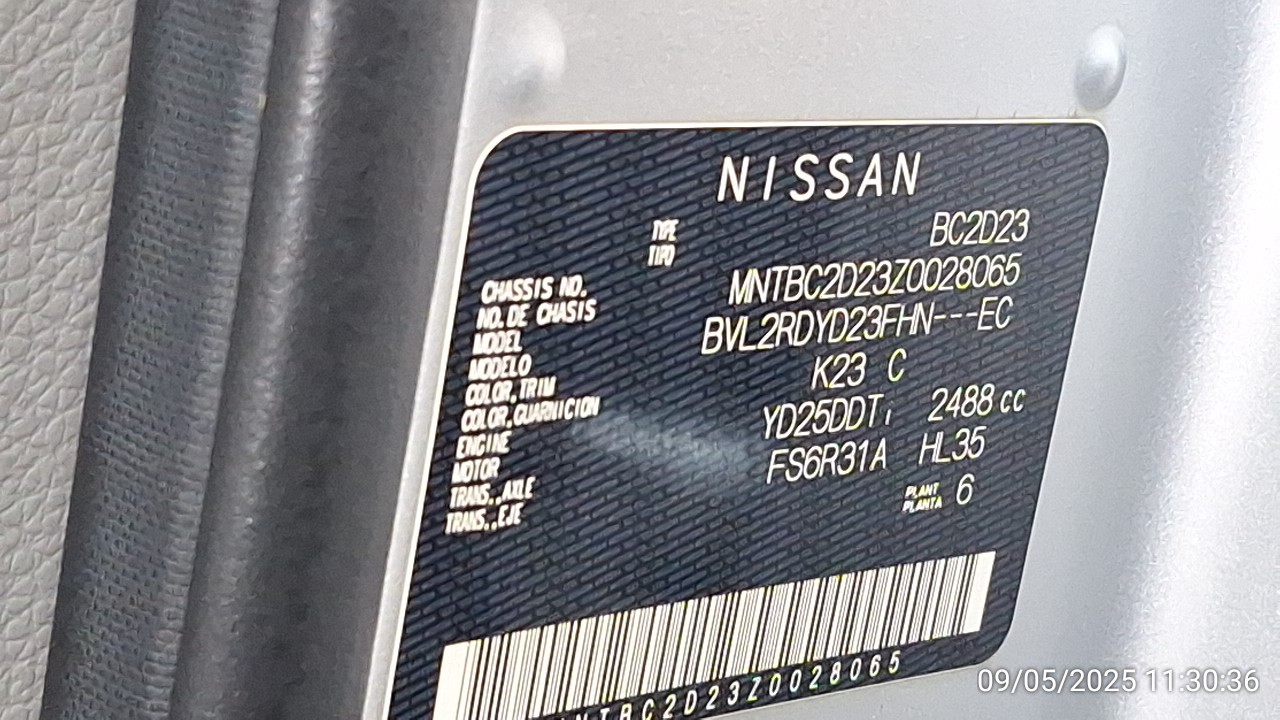 NISSAN
TYPE BC2D23
TIPO
CHASSIS NO. MNTBC2D23Z0028065
NO. DE CHASIS
MODEL BVL2RDYD23FHN---EC
MODELO
COLOR, TRIM K23 C
COLOR, GUARNICION
ENGINE YD25DDT, 2488 cc
MOTOR
TRANS., AXLE FS6R31A HL35
TRANS., EJE
PLANT 6
PLANTA
NTBC2D23Z0028065
09/05/2025 11:30:36